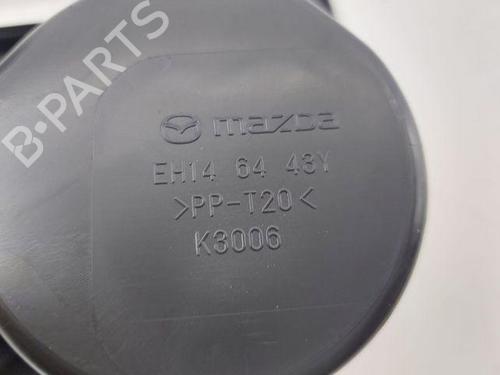 B-PARTS
mazda
EH14 64 43Y
>PP-T20<
K3006